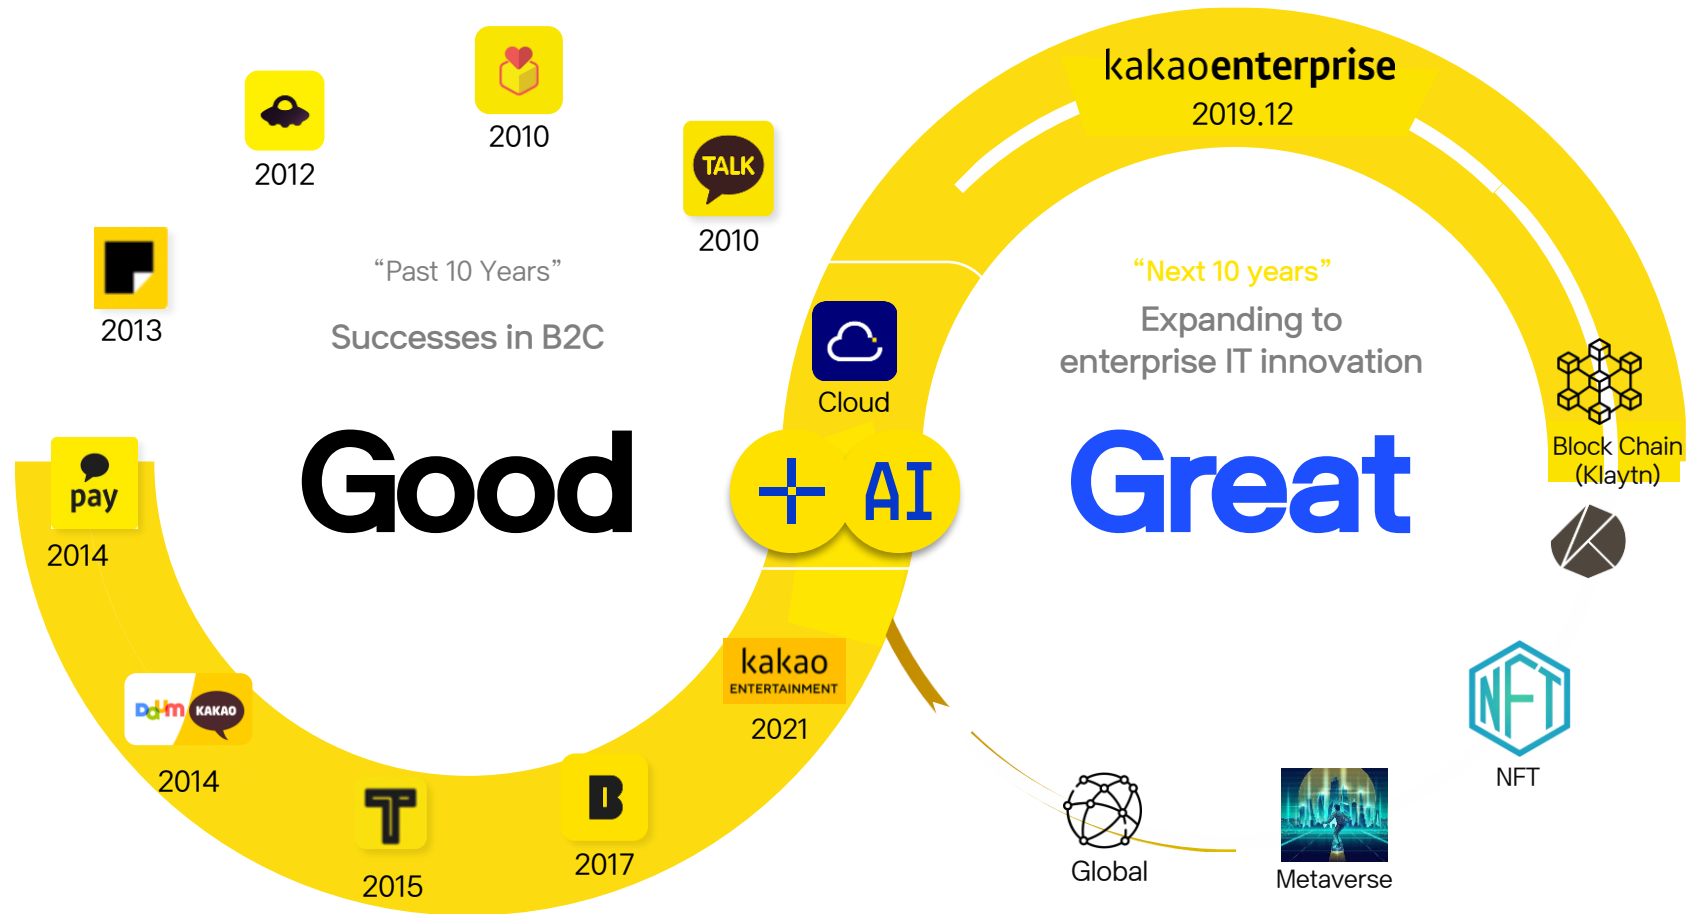 2010
2012
TALK
2010
2013
“Past 10 Years”
Successes in B2C
Good
pay
2014
Daum KAKAO
2014
T
2015
B
2017
kakao
ENTERTAINMENT
2021
Cloud
+ AI
kakaoenterprise
2019.12
“Next 10 years”
Expanding to
enterprise IT innovation
Great
Block Chain
(Klaytn)
NFT
NFT
Metaverse
Global